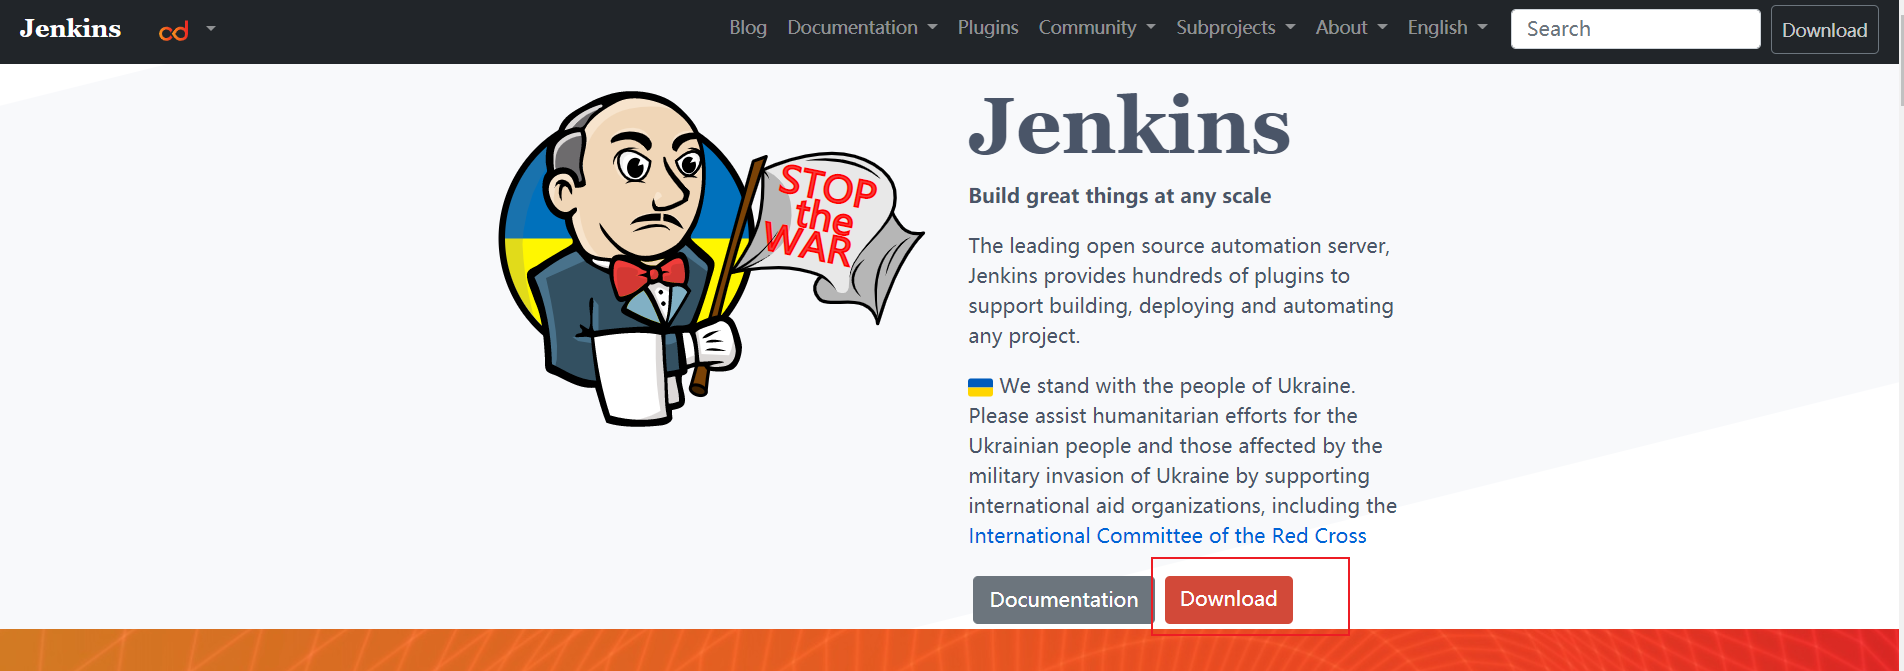 Jenkins
Blog Documentation Plugins Community Subprojects About English Search Download
STOP
the
WAR
Jenkins
Build great things at any scale
The leading open source automation server,
Jenkins provides hundreds of plugins to
support building, deploying and automating
any project.
We stand with the people of Ukraine.
Please assist humanitarian efforts for the
Ukrainian people and those affected by the
military invasion of Ukraine by supporting
international aid organizations, including the
International Committee of the Red Cross
Documentation Download